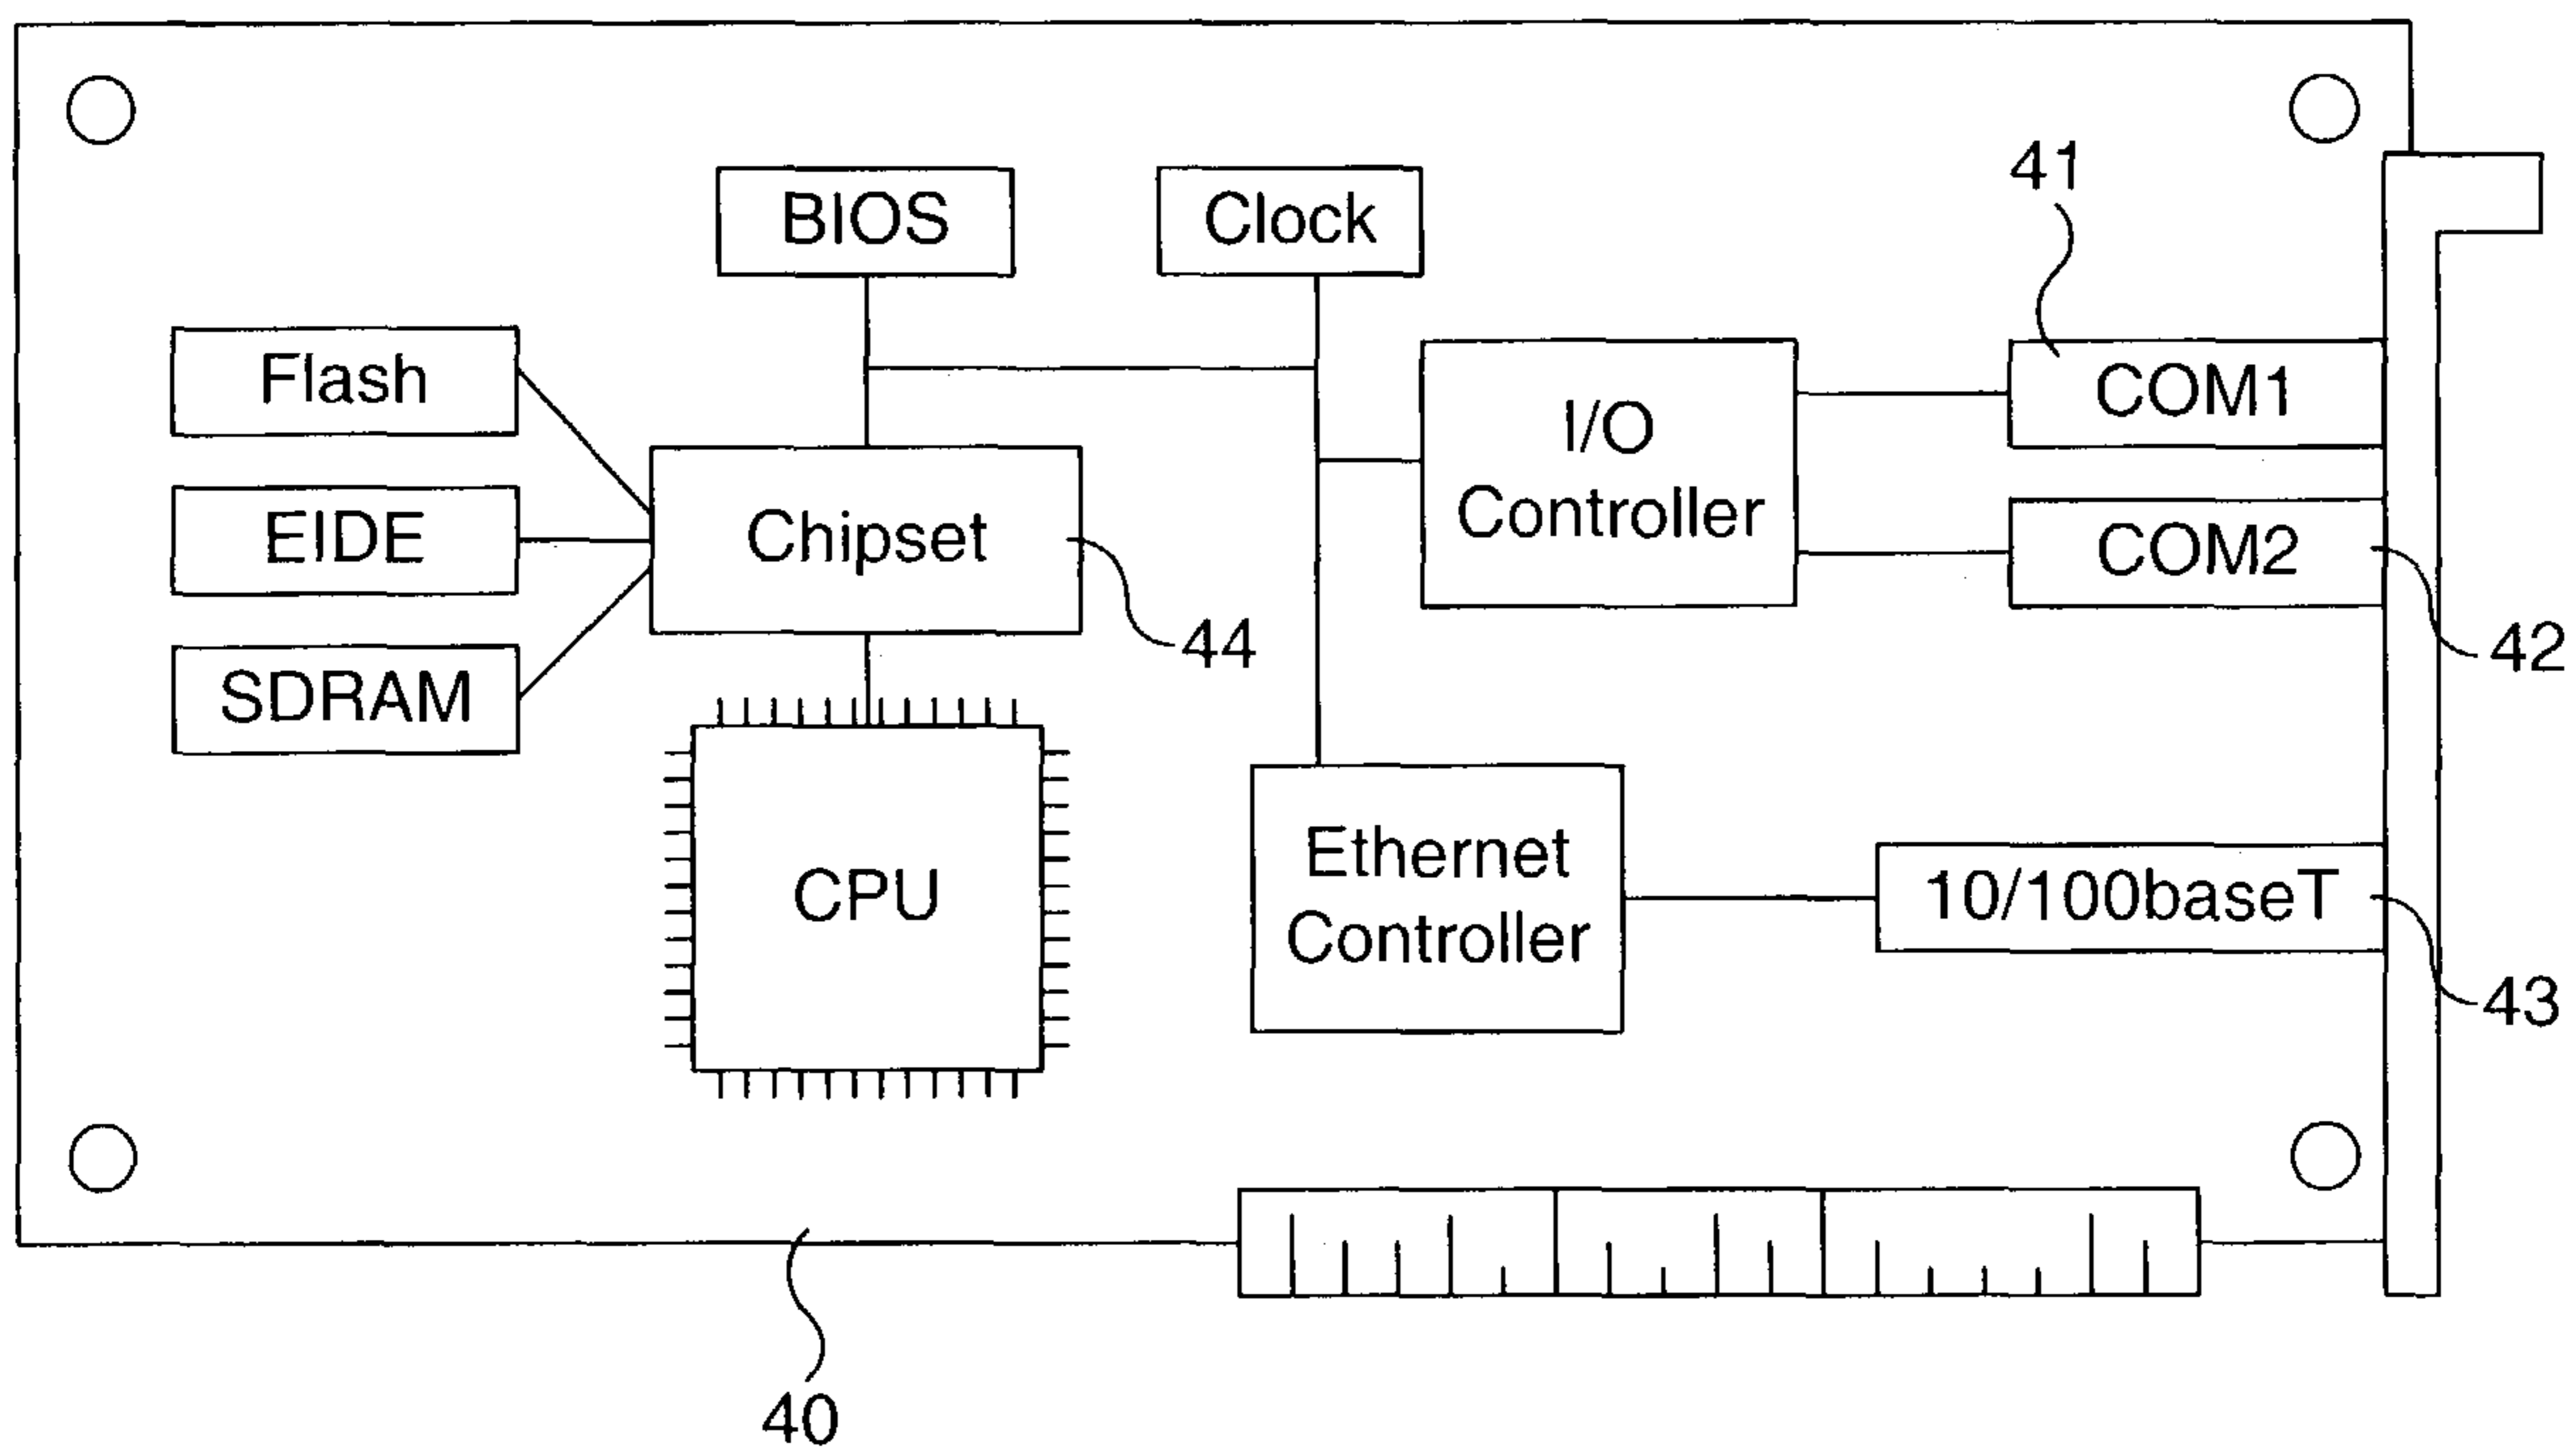 BIOS
Clock
41
Flash
I/O
Controller
COM1
EIDE
Chipset
COM2
44
42
SDRAM
CPU
Ethernet
Controller
10/100baseT
43
40